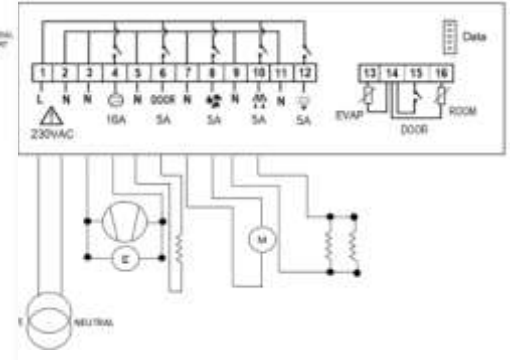 Data
1 2 3 4 5 6 7 8 9 10 11 12
13 14 15 16
L N N N DOOR N N N
16A 5A 5A 5A 5A
230VAC
EVAP
DOOR
ROOM
M
NEUTRAL